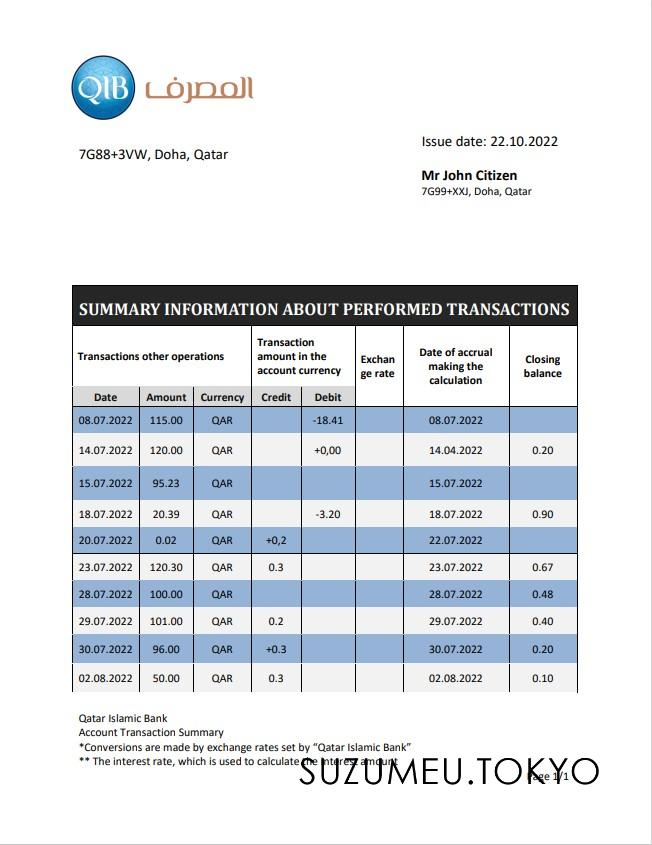 QIB المصرف
Issue date: 22.10.2022
7G88+3VW, Doha, Qatar
Mr John Citizen
7G99+XXJ, Doha, Qatar
SUMMARY INFORMATION ABOUT PERFORMED TRANSACTIONS
Transactions other operations
Transaction
amount in the
account currency
Exchan
ge rate
Date of accrual
making the
calculation
Closing
balance
Date Amount Currency Credit Debit
08.07.2022 115.00 QAR -18.41 08.07.2022
14.07.2022 120.00 QAR +0,00 14.04.2022 0.20
15.07.2022 95.23 QAR 15.07.2022
18.07.2022 20.39 QAR -3.20 18.07.2022 0.90
20.07.2022 0.02 QAR +0,2 22.07.2022
23.07.2022 120.30 QAR 0.3 23.07.2022 0.67
28.07.2022 100.00 QAR 28.07.2022 0.48
29.07.2022 101.00 QAR 0.2 29.07.2022 0.40
30.07.2022 96.00 QAR +0.3 30.07.2022 0.20
02.08.2022 50.00 QAR 0.3 02.08.2022 0.10
Qatar Islamic Bank
Account Transaction Summary
*Conversions are made by exchange rates set by “Qatar Islamic Bank”
** The interest rate, which is used to calculate the interest amount
SUZUMEU.TOKYO
Page 1/1